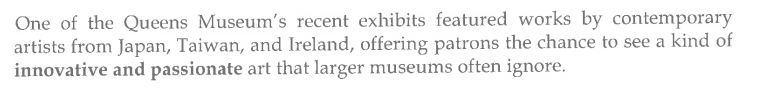 One of the Queens Museum's recent exhibits featured works by contemporary
artists from Japan, Taiwan, and Ireland, offering patrons the chance to see a kind of
innovative and passionate art that larger museums often ignore.